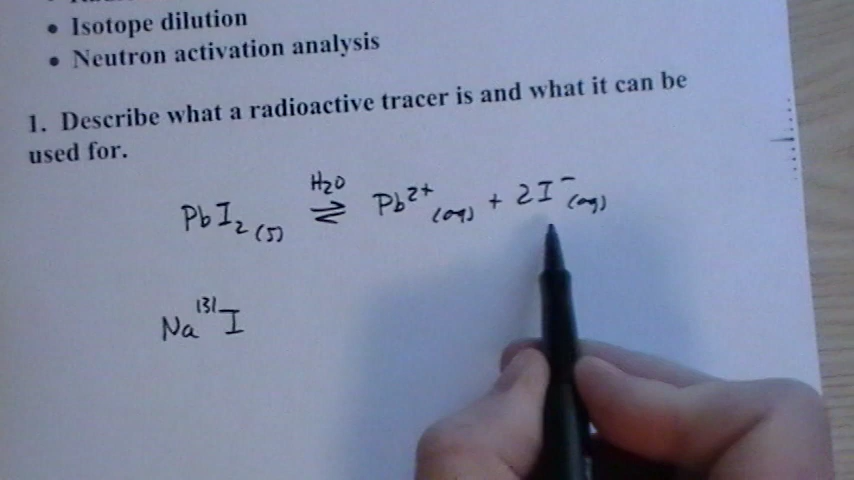 • Isotope dilution
• Neutron activation analysis
1. Describe what a radioactive tracer is and what it can be
used for.
PbI₂ (s) ⇌ Pb²⁺ (aq) + 2I⁻ (aq)
H₂O
Na¹³¹I